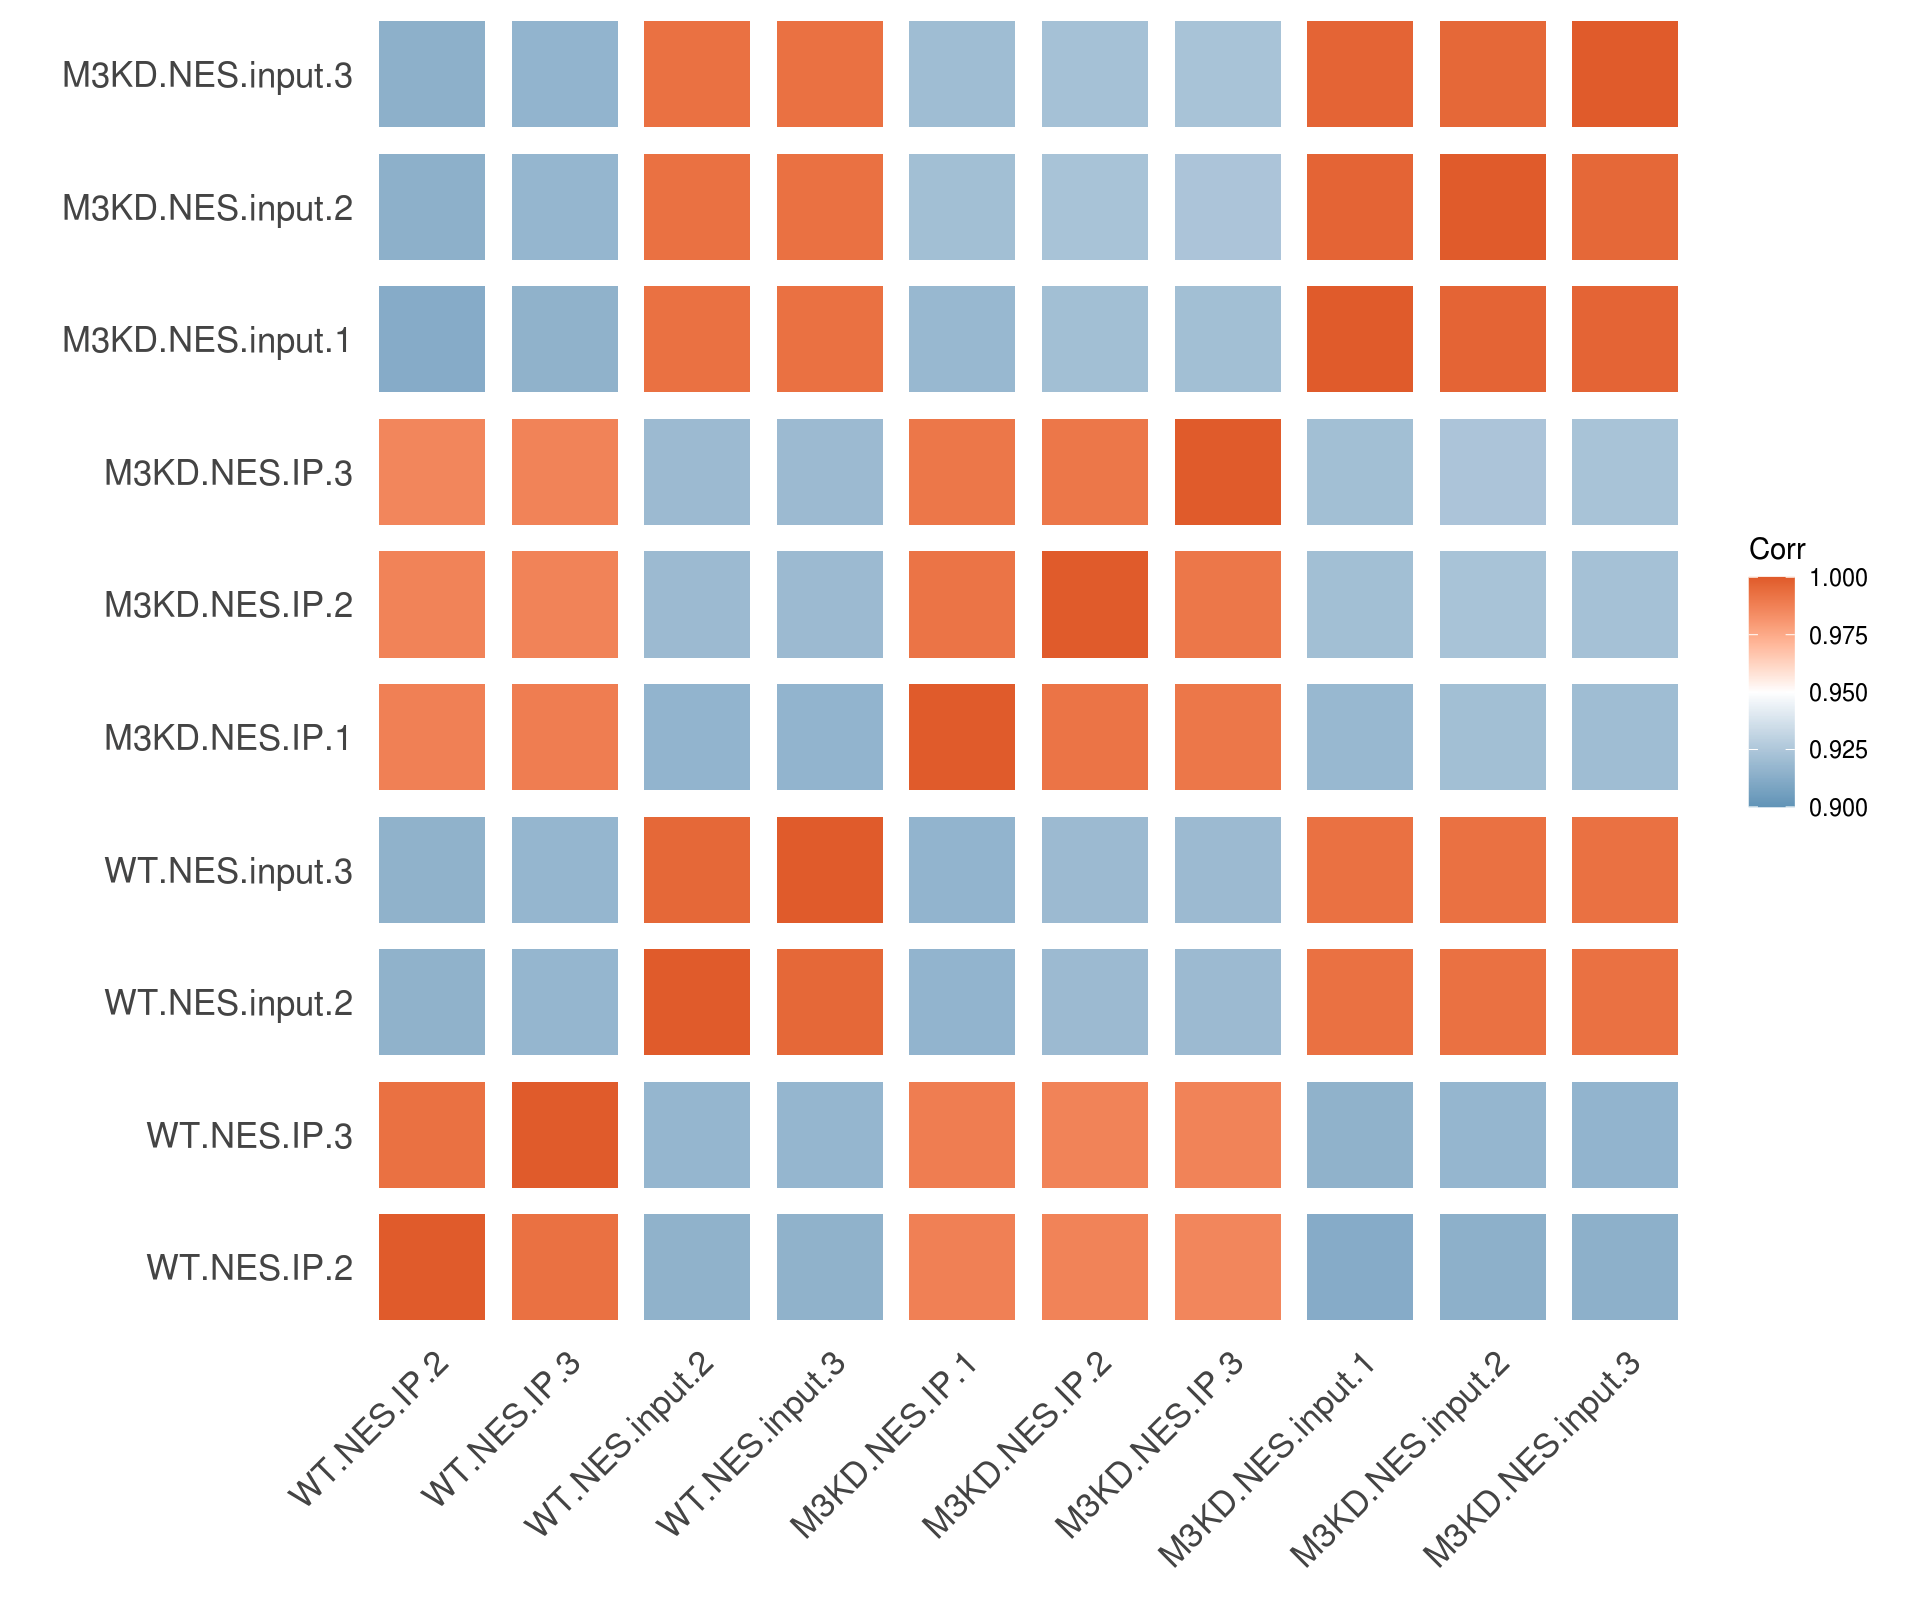 M3KD.NES.input.3
M3KD.NES.input.2
M3KD.NES.input.1
M3KD.NES.IP.3
M3KD.NES.IP.2
M3KD.NES.IP.1
WT.NES.input.3
WT.NES.input.2
WT.NES.IP.3
WT.NES.IP.2
WT.NES.IP.2
WT.NES.IP.3
WT.NES.input.2
WT.NES.input.3
M3KD.NES.IP.1
M3KD.NES.IP.2
M3KD.NES.IP.3
M3KD.NES.input.1
M3KD.NES.input.2
M3KD.NES.input.3
Corr
1.000
0.975
0.950
0.925
0.900